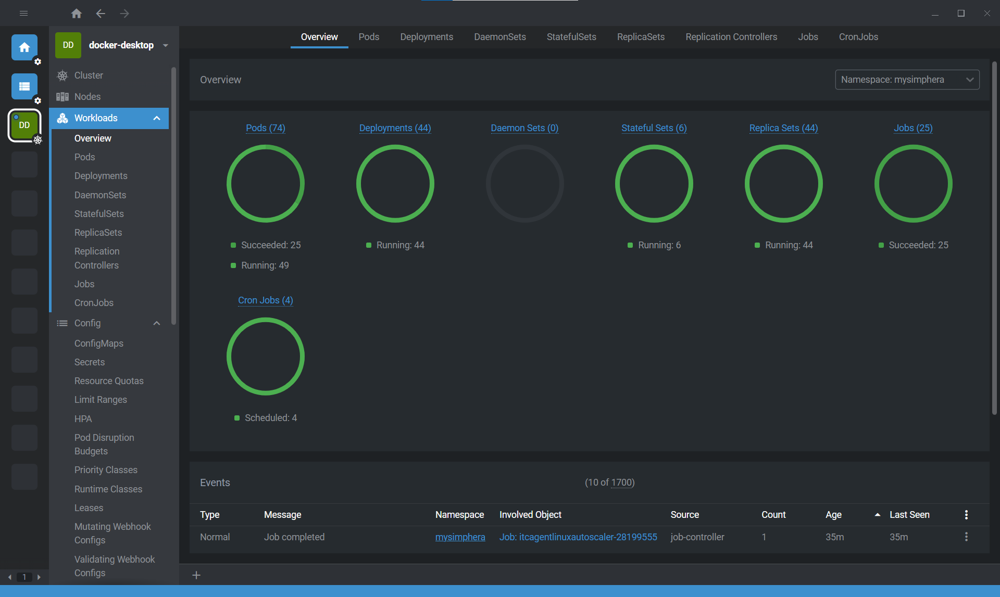 DD
docker-desktop
Cluster
Nodes
Workloads
Overview
Pods
Deployments
DaemonSets
StatefulSets
ReplicaSets
Replication
Controllers
Jobs
CronJobs
Config
ConfigMaps
Secrets
Resource Quotas
Limit Ranges
HPA
Pod Disruption
Budgets
Priority Classes
Runtime Classes
Leases
Mutating Webhook
Configs
Validating Webhook
Configs
DD
1
Overview Pods Deployments DaemonSets StatefulSets ReplicaSets Replication Controllers Jobs CronJobs
Overview
Namespace: mysimphera
Pods (74)
Succeeded: 25
Running: 49
Deployments (44)
Running: 44
Daemon Sets (0)
Stateful Sets (6)
Running: 6
Replica Sets (44)
Running: 44
Jobs (25)
Succeeded: 25
Cron Jobs (4)
Scheduled: 4
Events
(10 of 1700)
Type Message Namespace Involved Object Source Count Age Last Seen
Normal Job completed mysimphera Job: itcagentlinuxautoscaler-28199555 job-controller 1 35m 35m